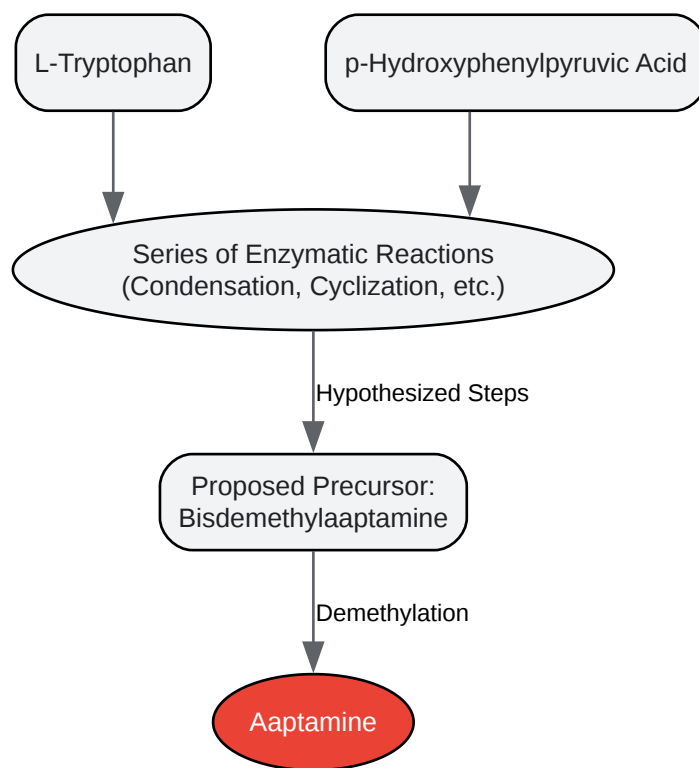 L-Tryptophan
p-Hydroxyphenylpyruvic Acid
Series of Enzymatic Reactions
(Condensation, Cyclization, etc.)
Hypothesized Steps
Proposed Precursor:
Bisdemethylaaptamine
Demethylation
Aaptamine